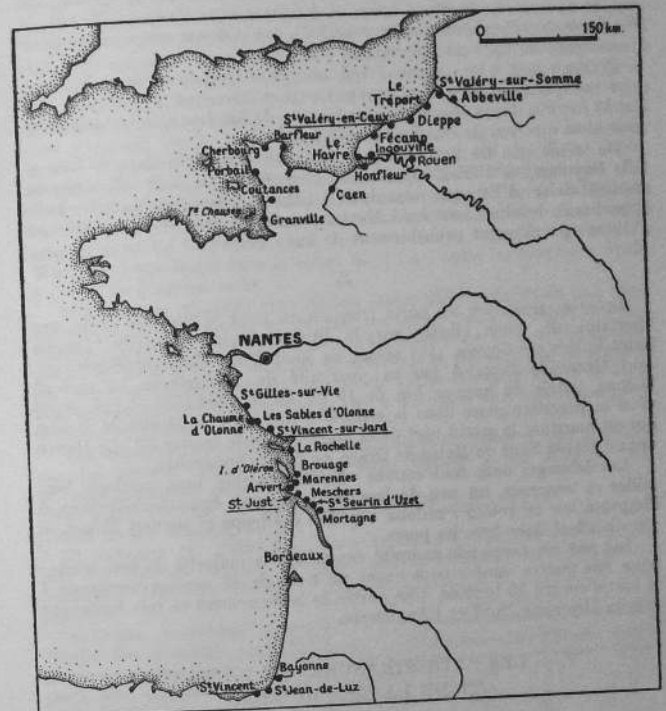 0 150 km.
St Valéry-sur-Somme
Le
Tréport
Abbeville
St Valéry-en-Caux
Dieppe
Fécamp
Barfleur
Cherbourg
Le
Havre
Ingouville
Rouen
Honfleur
Portbail
Coutances
Caen
Is Chausey
Granville
NANTES
St Gilles-sur-Vie
La Chaume
d'Olonne
Les Sables d'Olonne
St Vincent-sur-Jard
La Rochelle
I. d'Oléron
Brouage
Marennes
Arvert
Meschers
St Just
St Seurin d'Uzet
Mortagne
Bordeaux
Bayonne
St Vincent
St Jean-de-Luz